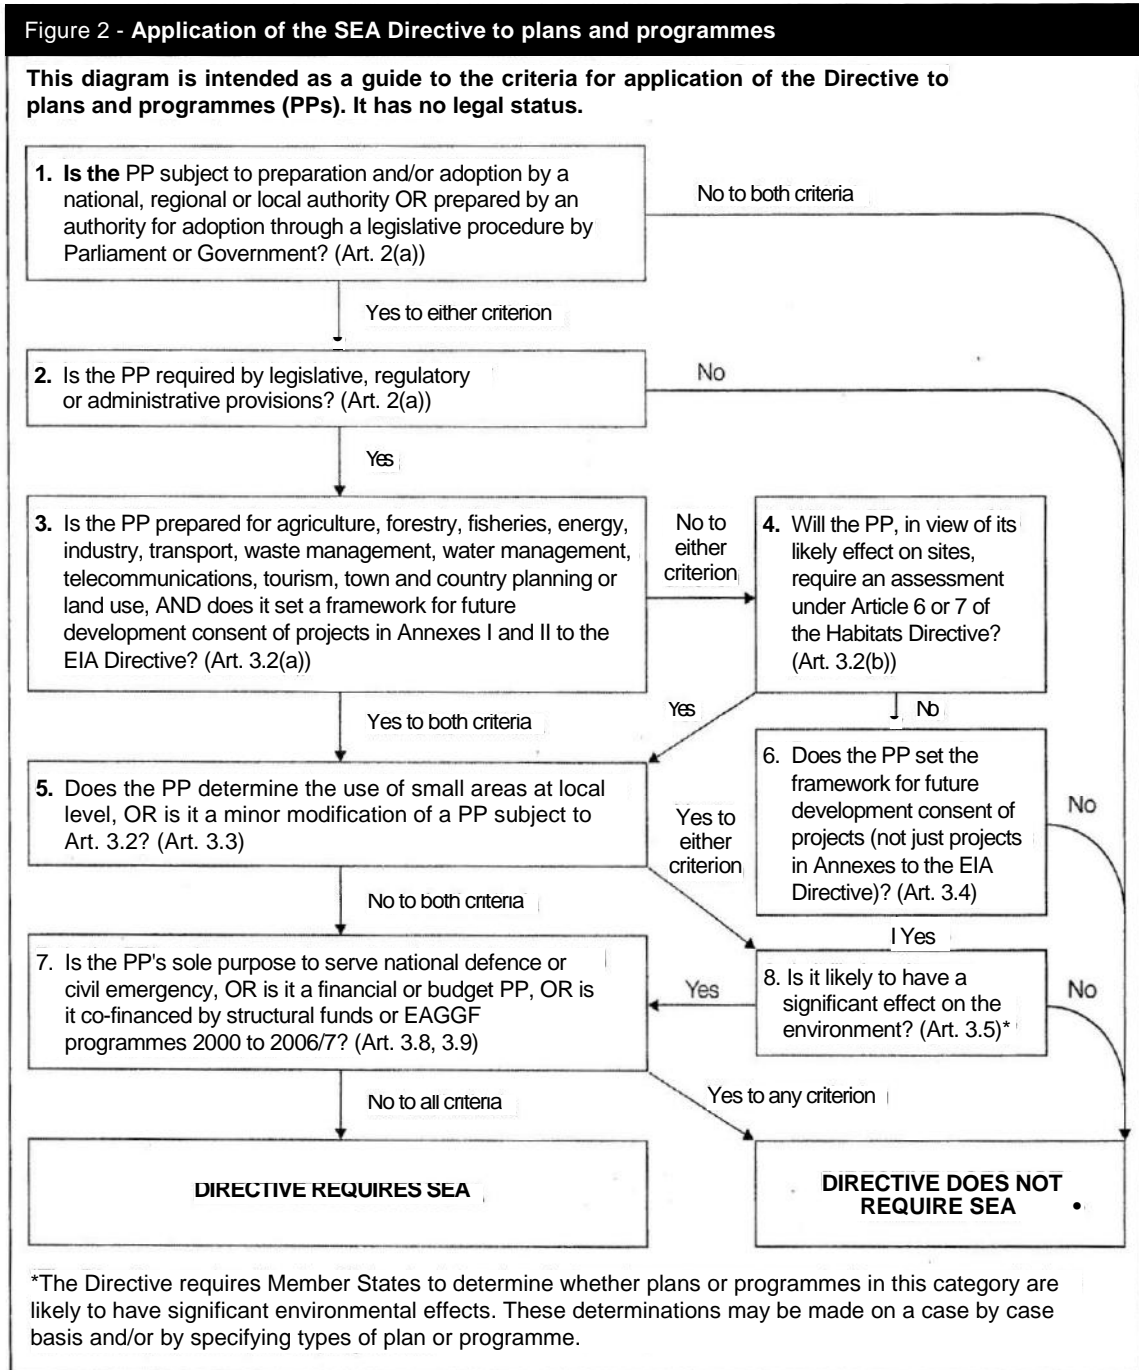 Figure 2 - Application of the SEA Directive to plans and programmes
This diagram is intended as a guide to the criteria for application of the Directive to
plans and programmes (PPs). It has no legal status.
1. Is the PP subject to preparation and/or adoption by a
national, regional or local authority OR prepared by an
authority for adoption through a legislative procedure by
Parliament or Government? (Art. 2(a))
No to both criteria
Yes to either criterion
2. Is the PP required by legislative, regulatory
or administrative provisions? (Art. 2(a))
No
Yes
3. Is the PP prepared for agriculture, forestry, fisheries, energy,
industry, transport, waste management, water management,
telecommunications, tourism, town and country planning or
land use, AND does it set a framework for future
development consent of projects in Annexes I and II to the
EIA Directive? (Art. 3.2(a))
No to
either
criterion
4. Will the PP, in view of its
likely effect on sites,
require an assessment
under Article 6 or 7 of
the Habitats Directive?
(Art. 3.2(b))
Yes to both criteria
Yes
No
5. Does the PP determine the use of small areas at local
level, OR is it a minor modification of a PP subject to
Art. 3.2? (Art. 3.3)
Yes to
either
criterion
6. Does the PP set the
framework for future
development consent of
projects (not just projects
in Annexes to the EIA
Directive)? (Art. 3.4)
No
No to both criteria
I Yes
7. Is the PP's sole purpose to serve national defence or
civil emergency, OR is it a financial or budget PP, OR is
it co-financed by structural funds or EAGGF
programmes 2000 to 2006/7? (Art. 3.8, 3.9)
Yes
8. Is it likely to have a
significant effect on the
environment? (Art. 3.5)*
No
No to all criteria
Yes to any criterion
DIRECTIVE REQUIRES SEA
DIRECTIVE DOES NOT
REQUIRE SEA
*The Directive requires Member States to determine whether plans or programmes in this category are
likely to have significant environmental effects. These determinations may be made on a case by case
basis and/or by specifying types of plan or programme.